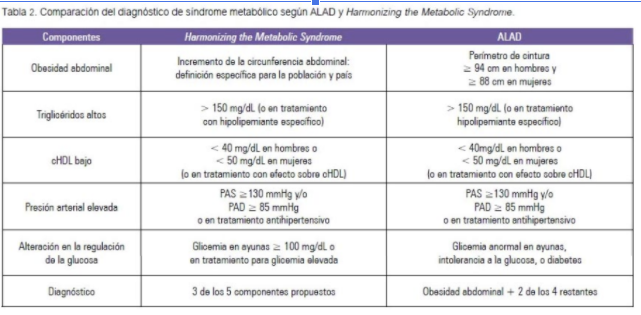 Tabla 2. Comparación del diagnóstico de síndrome metabólico según ALAD y Harmonizing the Metabolic Syndrome.
Componentes
Harmonizing the Metabolic Syndrome
ALAD
Obesidad abdominal
Incremento de la circunferencia abdominal:
definición específica para la población y país
Perímetro de cintura
≥ 94 cm en hombres y
≥ 88 cm en mujeres
Triglicéridos altos
> 150 mg/dL (o en tratamiento
con hipolipemiante específico)
> 150 mg/dL (o en tratamiento
hipolipemiante específico)
cHDL bajo
< 40 mg/dL en hombres o
< 50 mg/dL en mujeres
(o en tratamiento con efecto sobre cHDL)
< 40mg/dL en hombres o
< 50 mg/dL en mujeres
(o en tratamiento con efecto sobre cHDL)
Presión arterial elevada
PAS ≥130 mmHg y/o
PAD ≥ 85 mmHg
o en tratamiento antihipertensivo
PAS ≥130 mmHg y/o
PAD ≥ 85 mmHg
o en tratamiento antihipertensivo
Alteración en la regulación
de la glucosa
Glicemia en ayunas ≥ 100 mg/dL o
en tratamiento para glicemia elevada
Glicemia anormal en ayunas,
intolerancia a la glucosa, o diabetes
Diagnóstico
3 de los 5 componentes propuestos
Obesidad abdominal + 2 de los 4 restantes